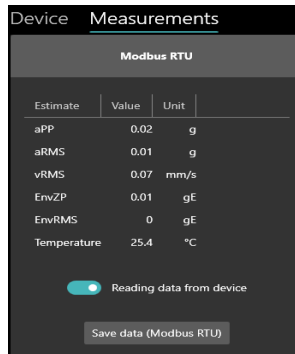 Device Measurements
Modbus RTU
Estimate Value Unit
aPP 0.02 g
aRMS 0.01 g
vRMS 0.07 mm/s
EnvZP 0.01 gE
EnvRMS 0 gE
Temperature 25.4 °C
Reading data from device
Save data (Modbus RTU)